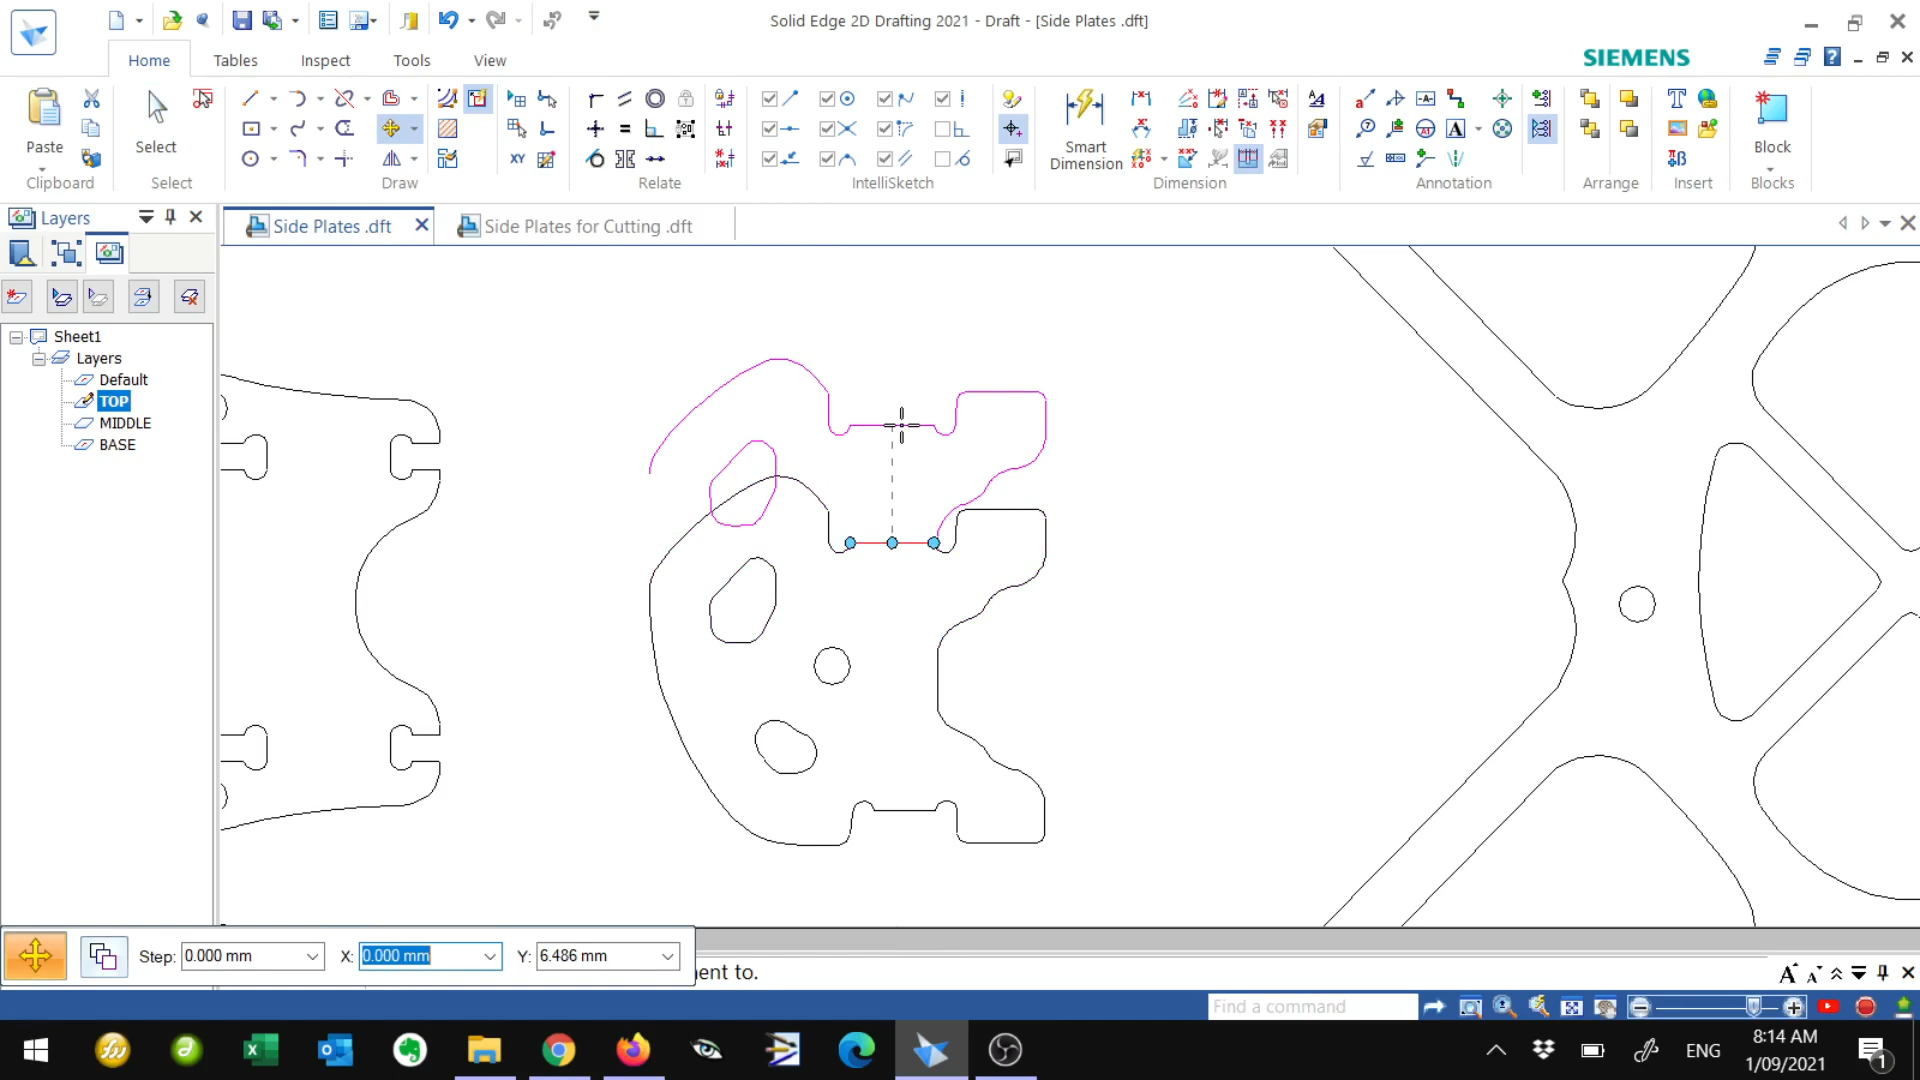 Solid Edge 2D Drafting 2021 - Draft - [Side Plates .dft]
Home Tables Inspect Tools View
SIEMENS
Paste
Select
Smart Dimension
Block
Clipboard Select Draw Relate IntelliSketch Dimension Annotation Arrange Insert Blocks
Layers
Side Plates .dft
Side Plates for Cutting .dft
Sheet1
Layers
Default
TOP
MIDDLE
BASE
Step: 0.000 mm X: 0.000 mm Y: 6.486 mm
ent to.
Find a command
ENG
8:14 AM
1/09/2021
1